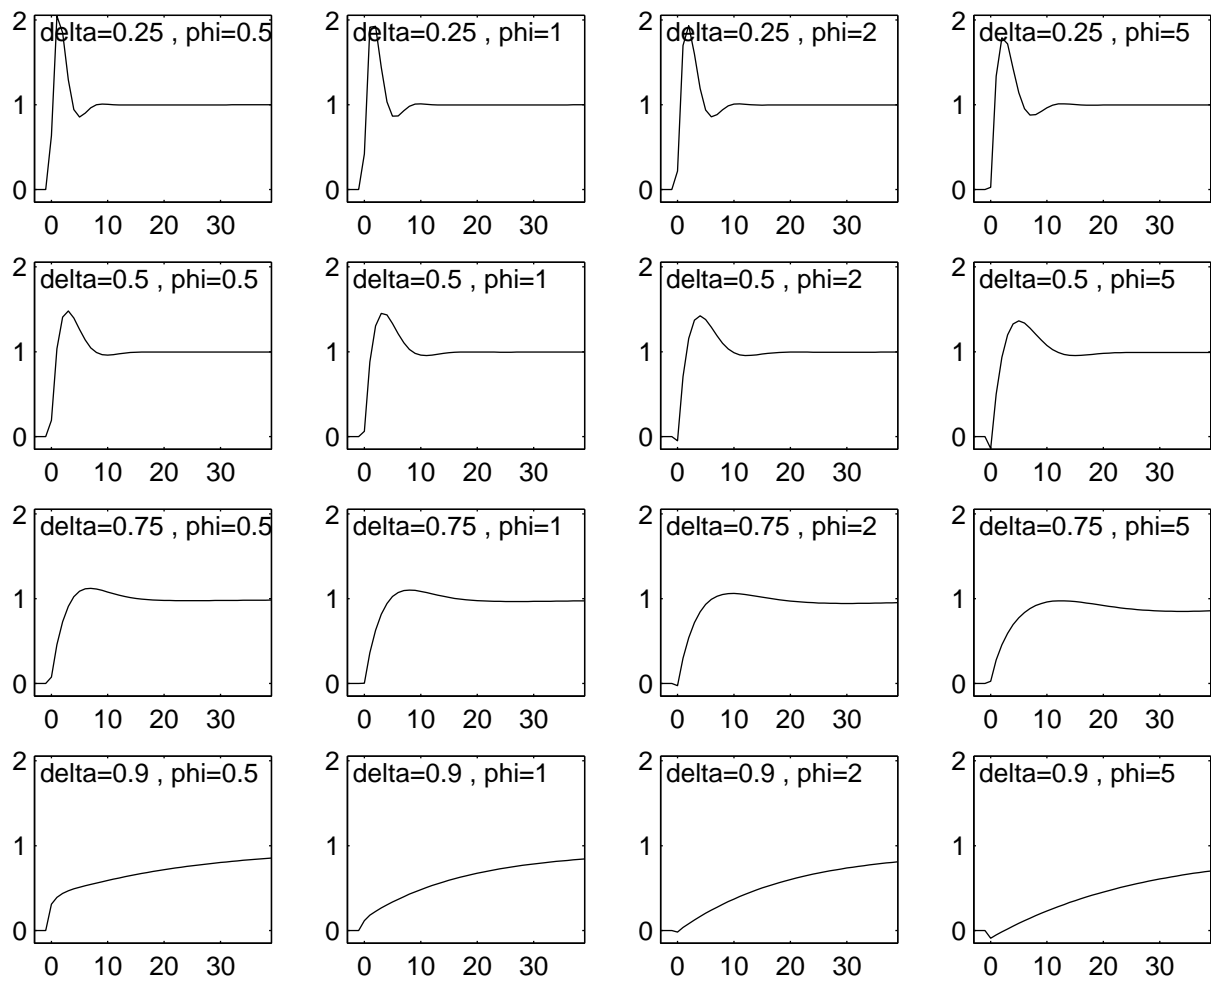 2 delta=0.25 , phi=0.5 2 delta=0.25 , phi=1 2 delta=0.25 , phi=2 2 delta=0.25 , phi=5
1 1 1 1
0 0 0 0
0 10 20 30 0 10 20 30 0 10 20 30 0 10 20 30
2 delta=0.5 , phi=0.5 2 delta=0.5 , phi=1 2 delta=0.5 , phi=2 2 delta=0.5 , phi=5
1 1 1 1
0 0 0 0
0 10 20 30 0 10 20 30 0 10 20 30 0 10 20 30
2 delta=0.75 , phi=0.5 2 delta=0.75 , phi=1 2 delta=0.75 , phi=2 2 delta=0.75 , phi=5
1 1 1 1
0 0 0 0
0 10 20 30 0 10 20 30 0 10 20 30 0 10 20 30
2 delta=0.9 , phi=0.5 2 delta=0.9 , phi=1 2 delta=0.9 , phi=2 2 delta=0.9 , phi=5
1 1 1 1
0 0 0 0
0 10 20 30 0 10 20 30 0 10 20 30 0 10 20 30